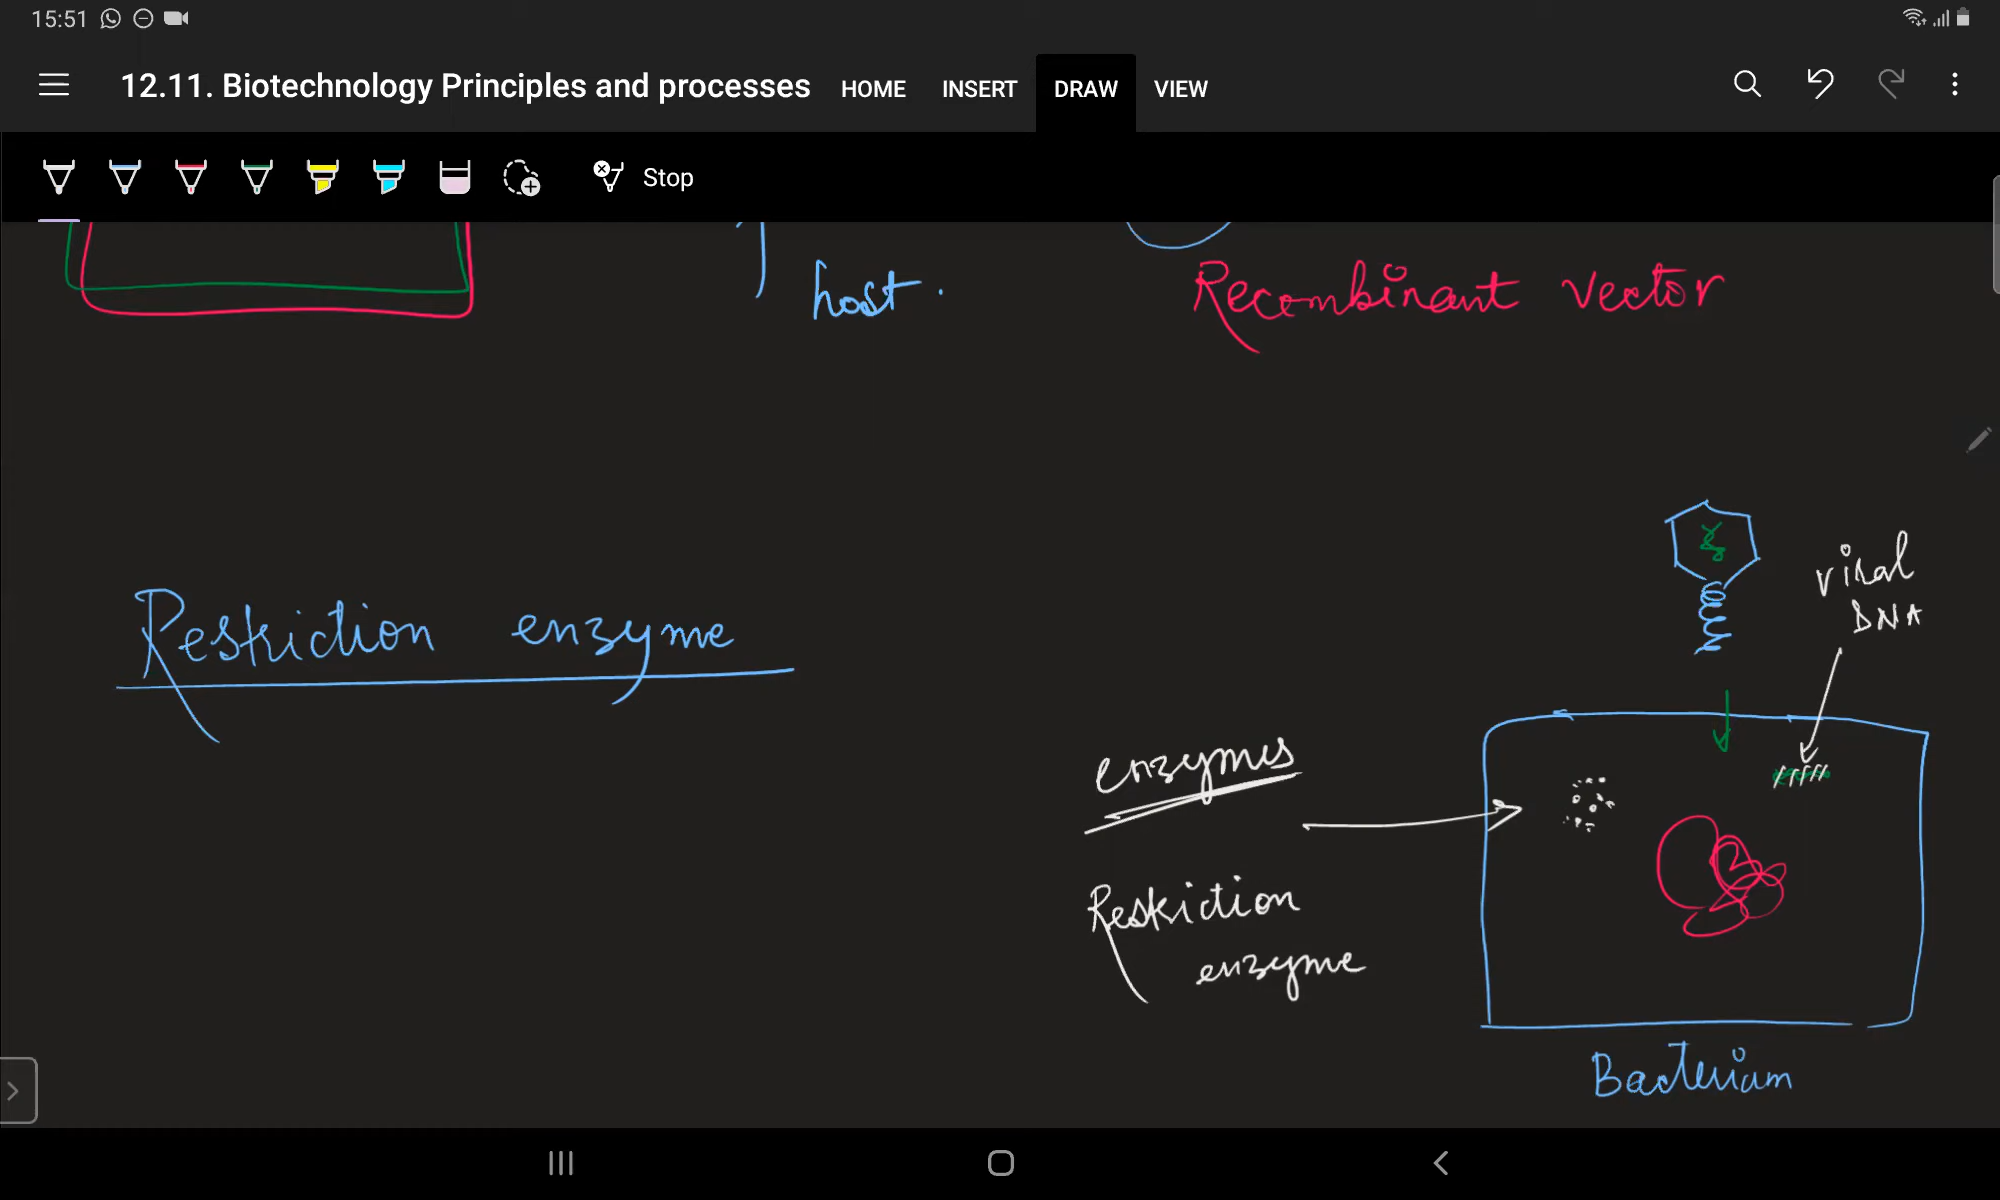 15:51
12.11. Biotechnology Principles and processes HOME INSERT DRAW VIEW
Stop
host.
Recombinant vector
viral
DNA
Restriction enzyme
enzymes
Restriction
enzyme
Bacterium